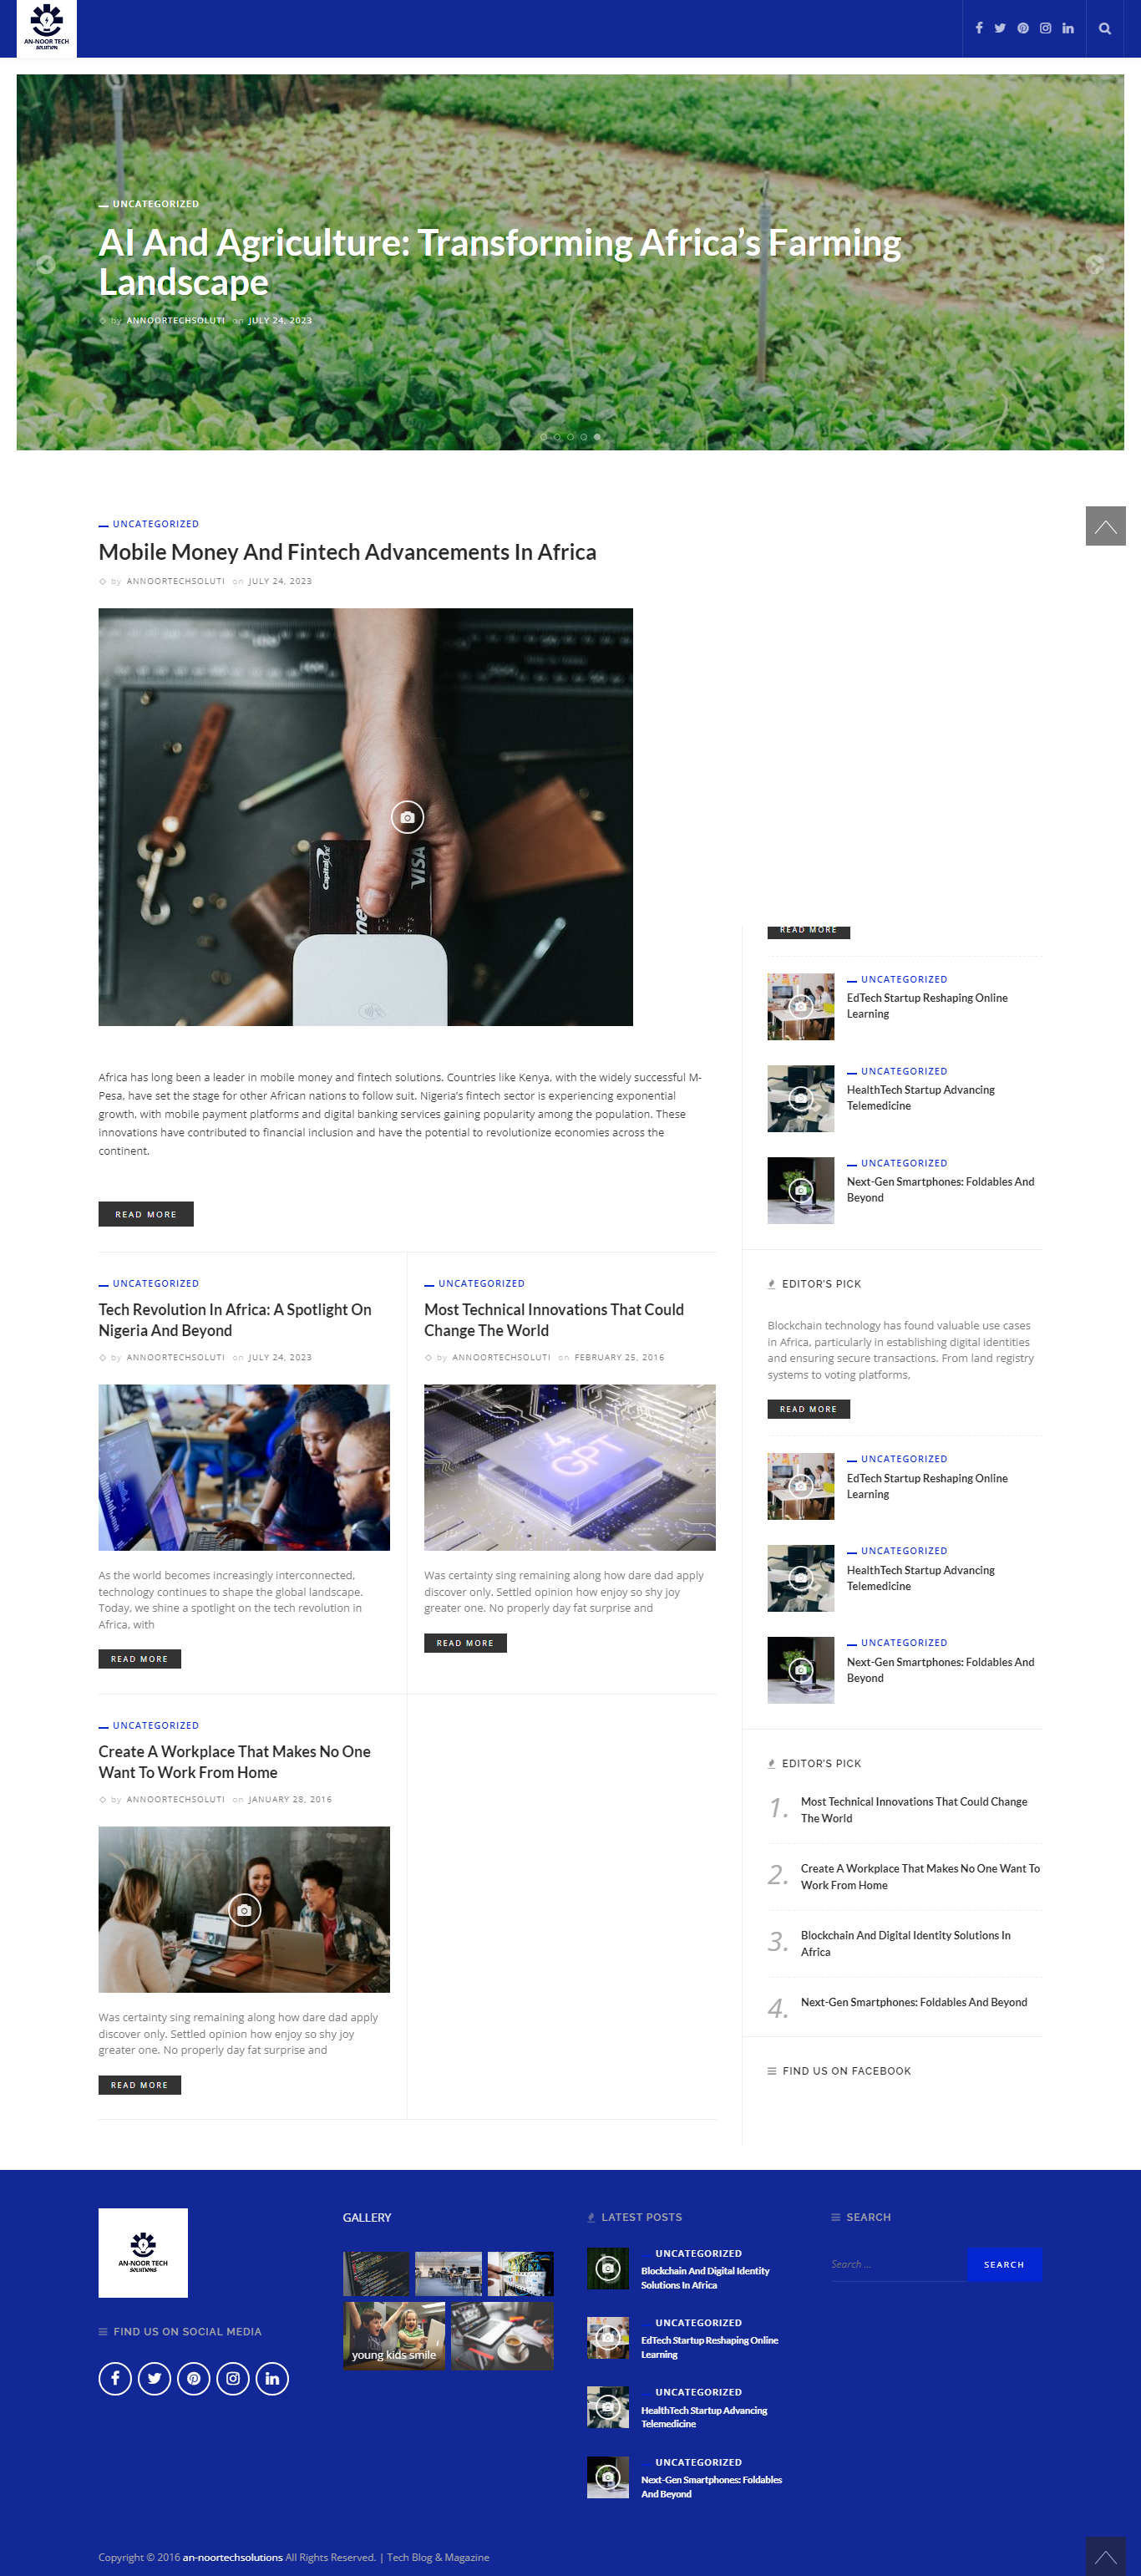 AN-NOOR TECH
SOLUTION
UNCATEGORIZED
AI And Agriculture: Transforming Africa’s Farming
Landscape
by ANNOORTECHSOLUTI on JULY 24, 2023
UNCATEGORIZED
Mobile Money And Fintech Advancements In Africa
by ANNOORTECHSOLUTI on JULY 24, 2023
CapitalOne
VISA
Africa has long been a leader in mobile money and fintech solutions. Countries like Kenya, with the widely successful M-
Pesa, have set the stage for other African nations to follow suit. Nigeria’s fintech sector is experiencing exponential
growth, with mobile payment platforms and digital banking services gaining popularity among the population. These
innovations have contributed to financial inclusion and have the potential to revolutionize economies across the
continent.
READ MORE
UNCATEGORIZED
Tech Revolution In Africa: A Spotlight On
Nigeria And Beyond
by ANNOORTECHSOLUTI on JULY 24, 2023
As the world becomes increasingly interconnected,
technology continues to shape the global landscape.
Today, we shine a spotlight on the tech revolution in
Africa, with
READ MORE
UNCATEGORIZED
Most Technical Innovations That Could
Change The World
by ANNOORTECHSOLUTI on FEBRUARY 25, 2016
GPT
Was certainty sing remaining along how dare dad apply
discover only. Settled opinion how enjoy so shy joy
greater one. No properly day fat surprise and
READ MORE
UNCATEGORIZED
Create A Workplace That Makes No One
Want To Work From Home
by ANNOORTECHSOLUTI on JANUARY 28, 2016
Was certainty sing remaining along how dare dad apply
discover only. Settled opinion how enjoy so shy joy
greater one. No properly day fat surprise and
READ MORE
READ MORE
UNCATEGORIZED
EdTech Startup Reshaping Online
Learning
UNCATEGORIZED
HealthTech Startup Advancing
Telemedicine
UNCATEGORIZED
Next-Gen Smartphones: Foldables And
Beyond
EDITOR’S PICK
Blockchain technology has found valuable use cases
in Africa, particularly in establishing digital identities
and ensuring secure transactions. From land registry
systems to voting platforms,
READ MORE
UNCATEGORIZED
EdTech Startup Reshaping Online
Learning
UNCATEGORIZED
HealthTech Startup Advancing
Telemedicine
UNCATEGORIZED
Next-Gen Smartphones: Foldables And
Beyond
EDITOR’S PICK
1. Most Technical Innovations That Could Change
The World
2. Create A Workplace That Makes No One Want To
Work From Home
3. Blockchain And Digital Identity Solutions In
Africa
4. Next-Gen Smartphones: Foldables And Beyond
FIND US ON FACEBOOK
AN-NOOR TECH
SOLUTIONS
FIND US ON SOCIAL MEDIA
GALLERY
young kids smile
LATEST POSTS
UNCATEGORIZED
Blockchain And Digital Identity
Solutions In Africa
UNCATEGORIZED
EdTech Startup Reshaping Online
Learning
UNCATEGORIZED
HealthTech Startup Advancing
Telemedicine
UNCATEGORIZED
Next-Gen Smartphones: Foldables
And Beyond
SEARCH
Search ...
SEARCH
Copyright © 2016 an-noortechsolutions All Rights Reserved. | Tech Blog & Magazine